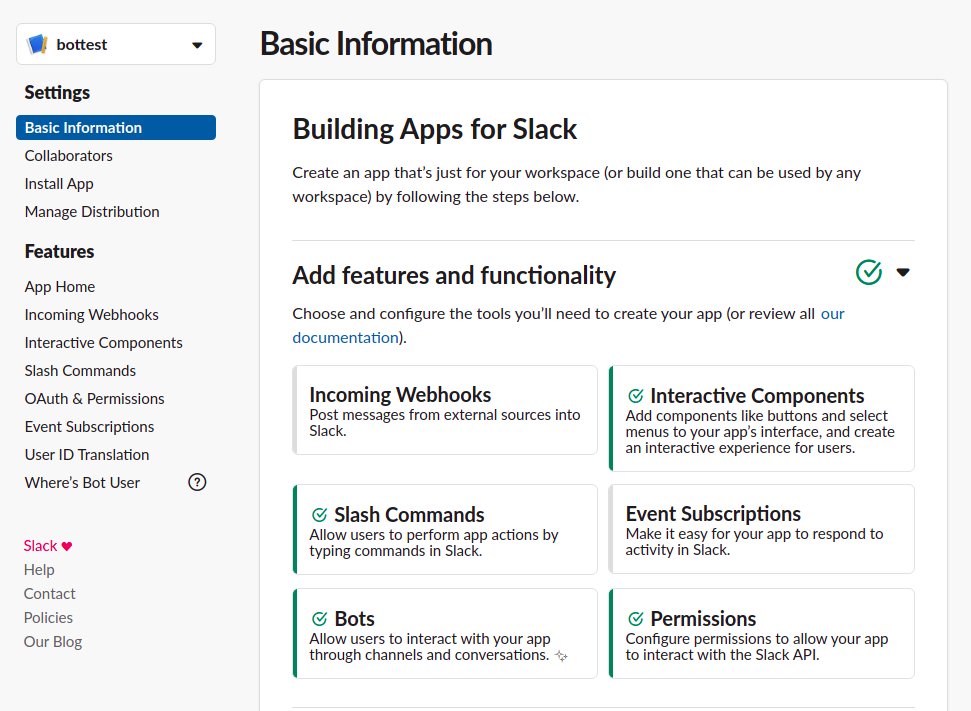 bottest
Settings
Basic Information
Collaborators
Install App
Manage Distribution
Features
App Home
Incoming Webhooks
Interactive Components
Slash Commands
OAuth & Permissions
Event Subscriptions
User ID Translation
Where's Bot User
?
Slack ♥
Help
Contact
Policies
Our Blog
Basic Information
Building Apps for Slack
Create an app that's just for your workspace (or build one that can be used by any
workspace) by following the steps below.
Add features and functionality
Choose and configure the tools you'll need to create your app (or review all our
documentation).
Incoming Webhooks
Post messages from external sources into
Slack.
Interactive Components
Add components like buttons and select
menus to your app's interface, and create
an interactive experience for users.
Slash Commands
Allow users to perform app actions by
typing commands in Slack.
Event Subscriptions
Make it easy for your app to respond to
activity in Slack.
Bots
Allow users to interact with your app
through channels and conversations.
Permissions
Configure permissions to allow your app
to interact with the Slack API.